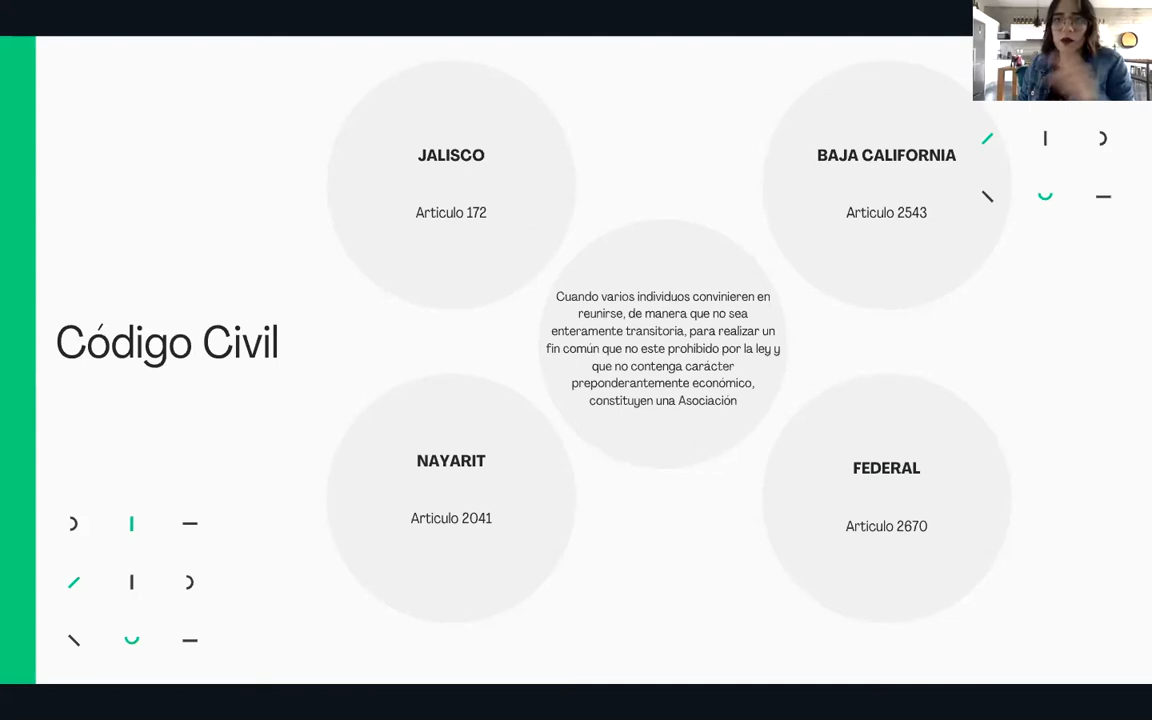 JALISCO
Articulo 172
BAJA CALIFORNIA
Articulo 2543
Código Civil
Cuando varios individuos convinieren en
reunirse, de manera que no sea
enteramente transitoria, para realizar un
fin común que no este prohibido por la ley y
que no contenga carácter
preponderantemente económico,
constituyen una Asociación
NAYARIT
Articulo 2041
FEDERAL
Articulo 2670